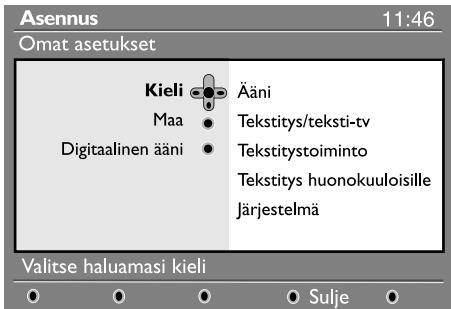 Asennus 11:46
Omat asetukset
Kieli Ääni
Maa Tekstitys/teksti-tv
Digitaalinen ääni Tekstitystoiminto
Tekstitys huonokuuloisille
Järjestelmä
Valitse haluamasi kieli
Sulje